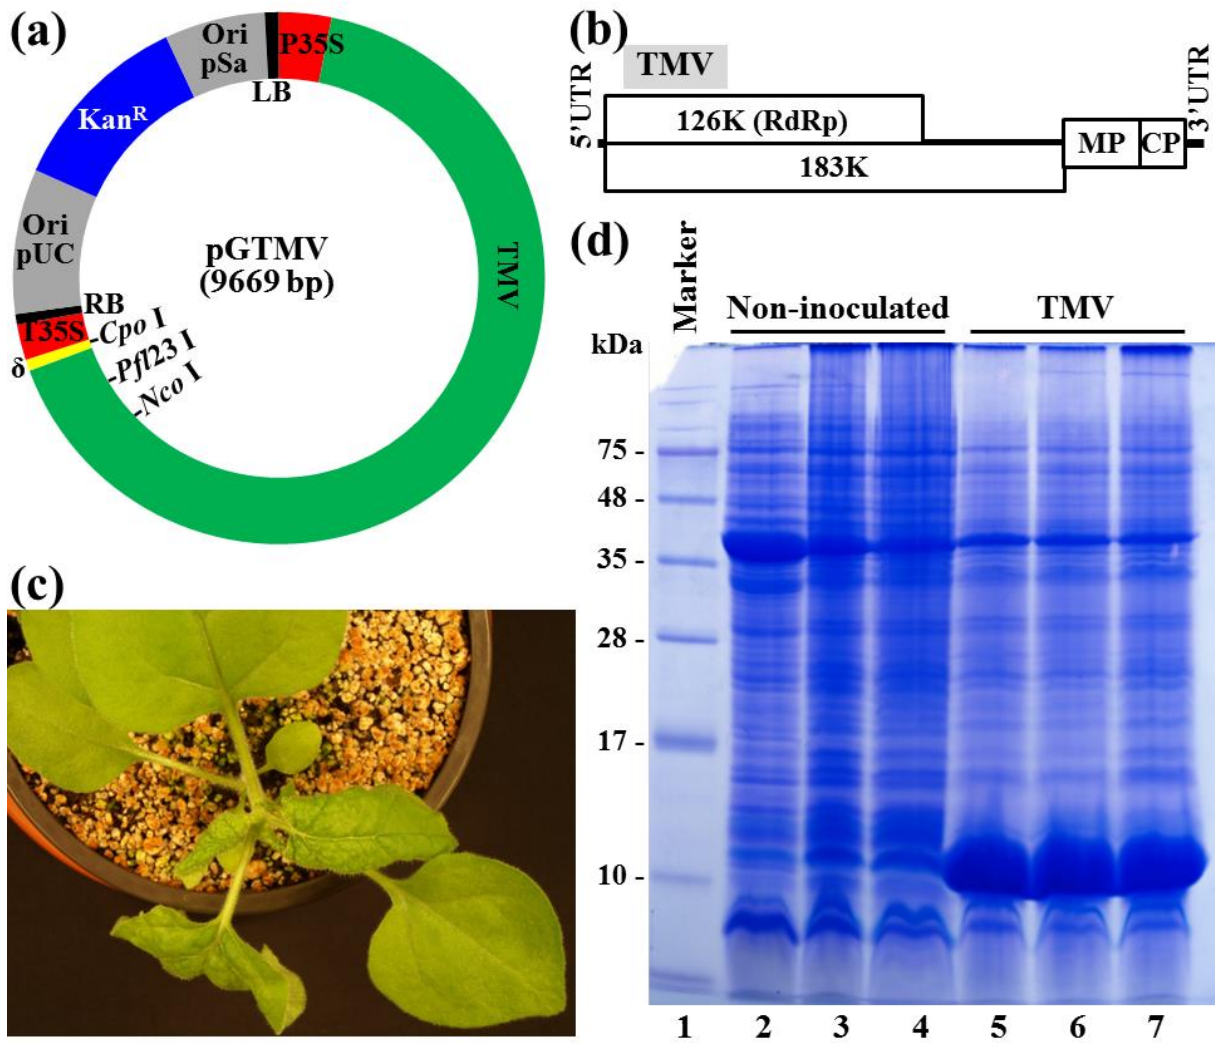 (a)
Ori
pSa
P35S
LB
Kan^R
Ori
pUC
pGTMV
(9669 bp)
TMV
RB
T35S
δ
-Cpo I
-Pfl23 I
-Nco I
(b)
TMV
5'UTR
126K (RdRp)
183K
MP
CP
3'UTR
(c)
(d)
Marker
Non-inoculated
TMV
kDa
75 -
48 -
35 -
28 -
17 -
10 -
1 2 3 4 5 6 7